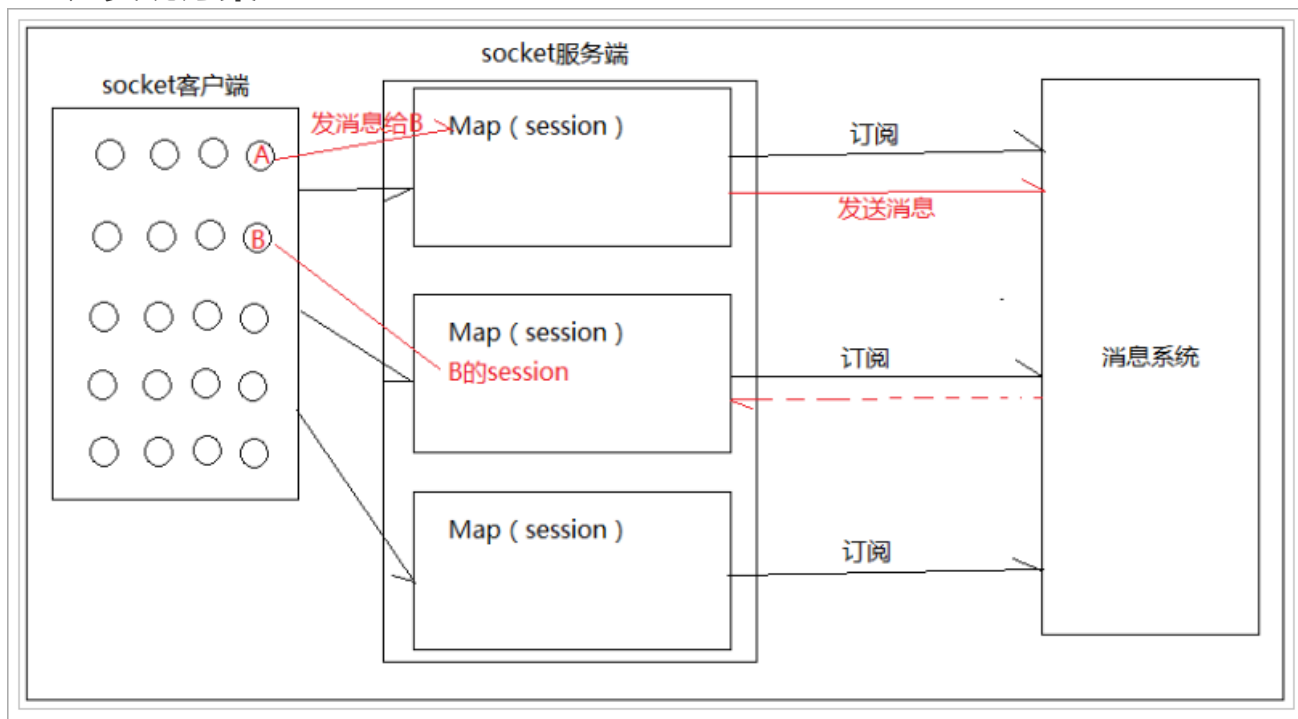 socket服务端
socket客户端
发消息给B
Map（session）
订阅
A
发送消息
B
Map（session）
订阅
消息系统
B的session
Map（session）
订阅